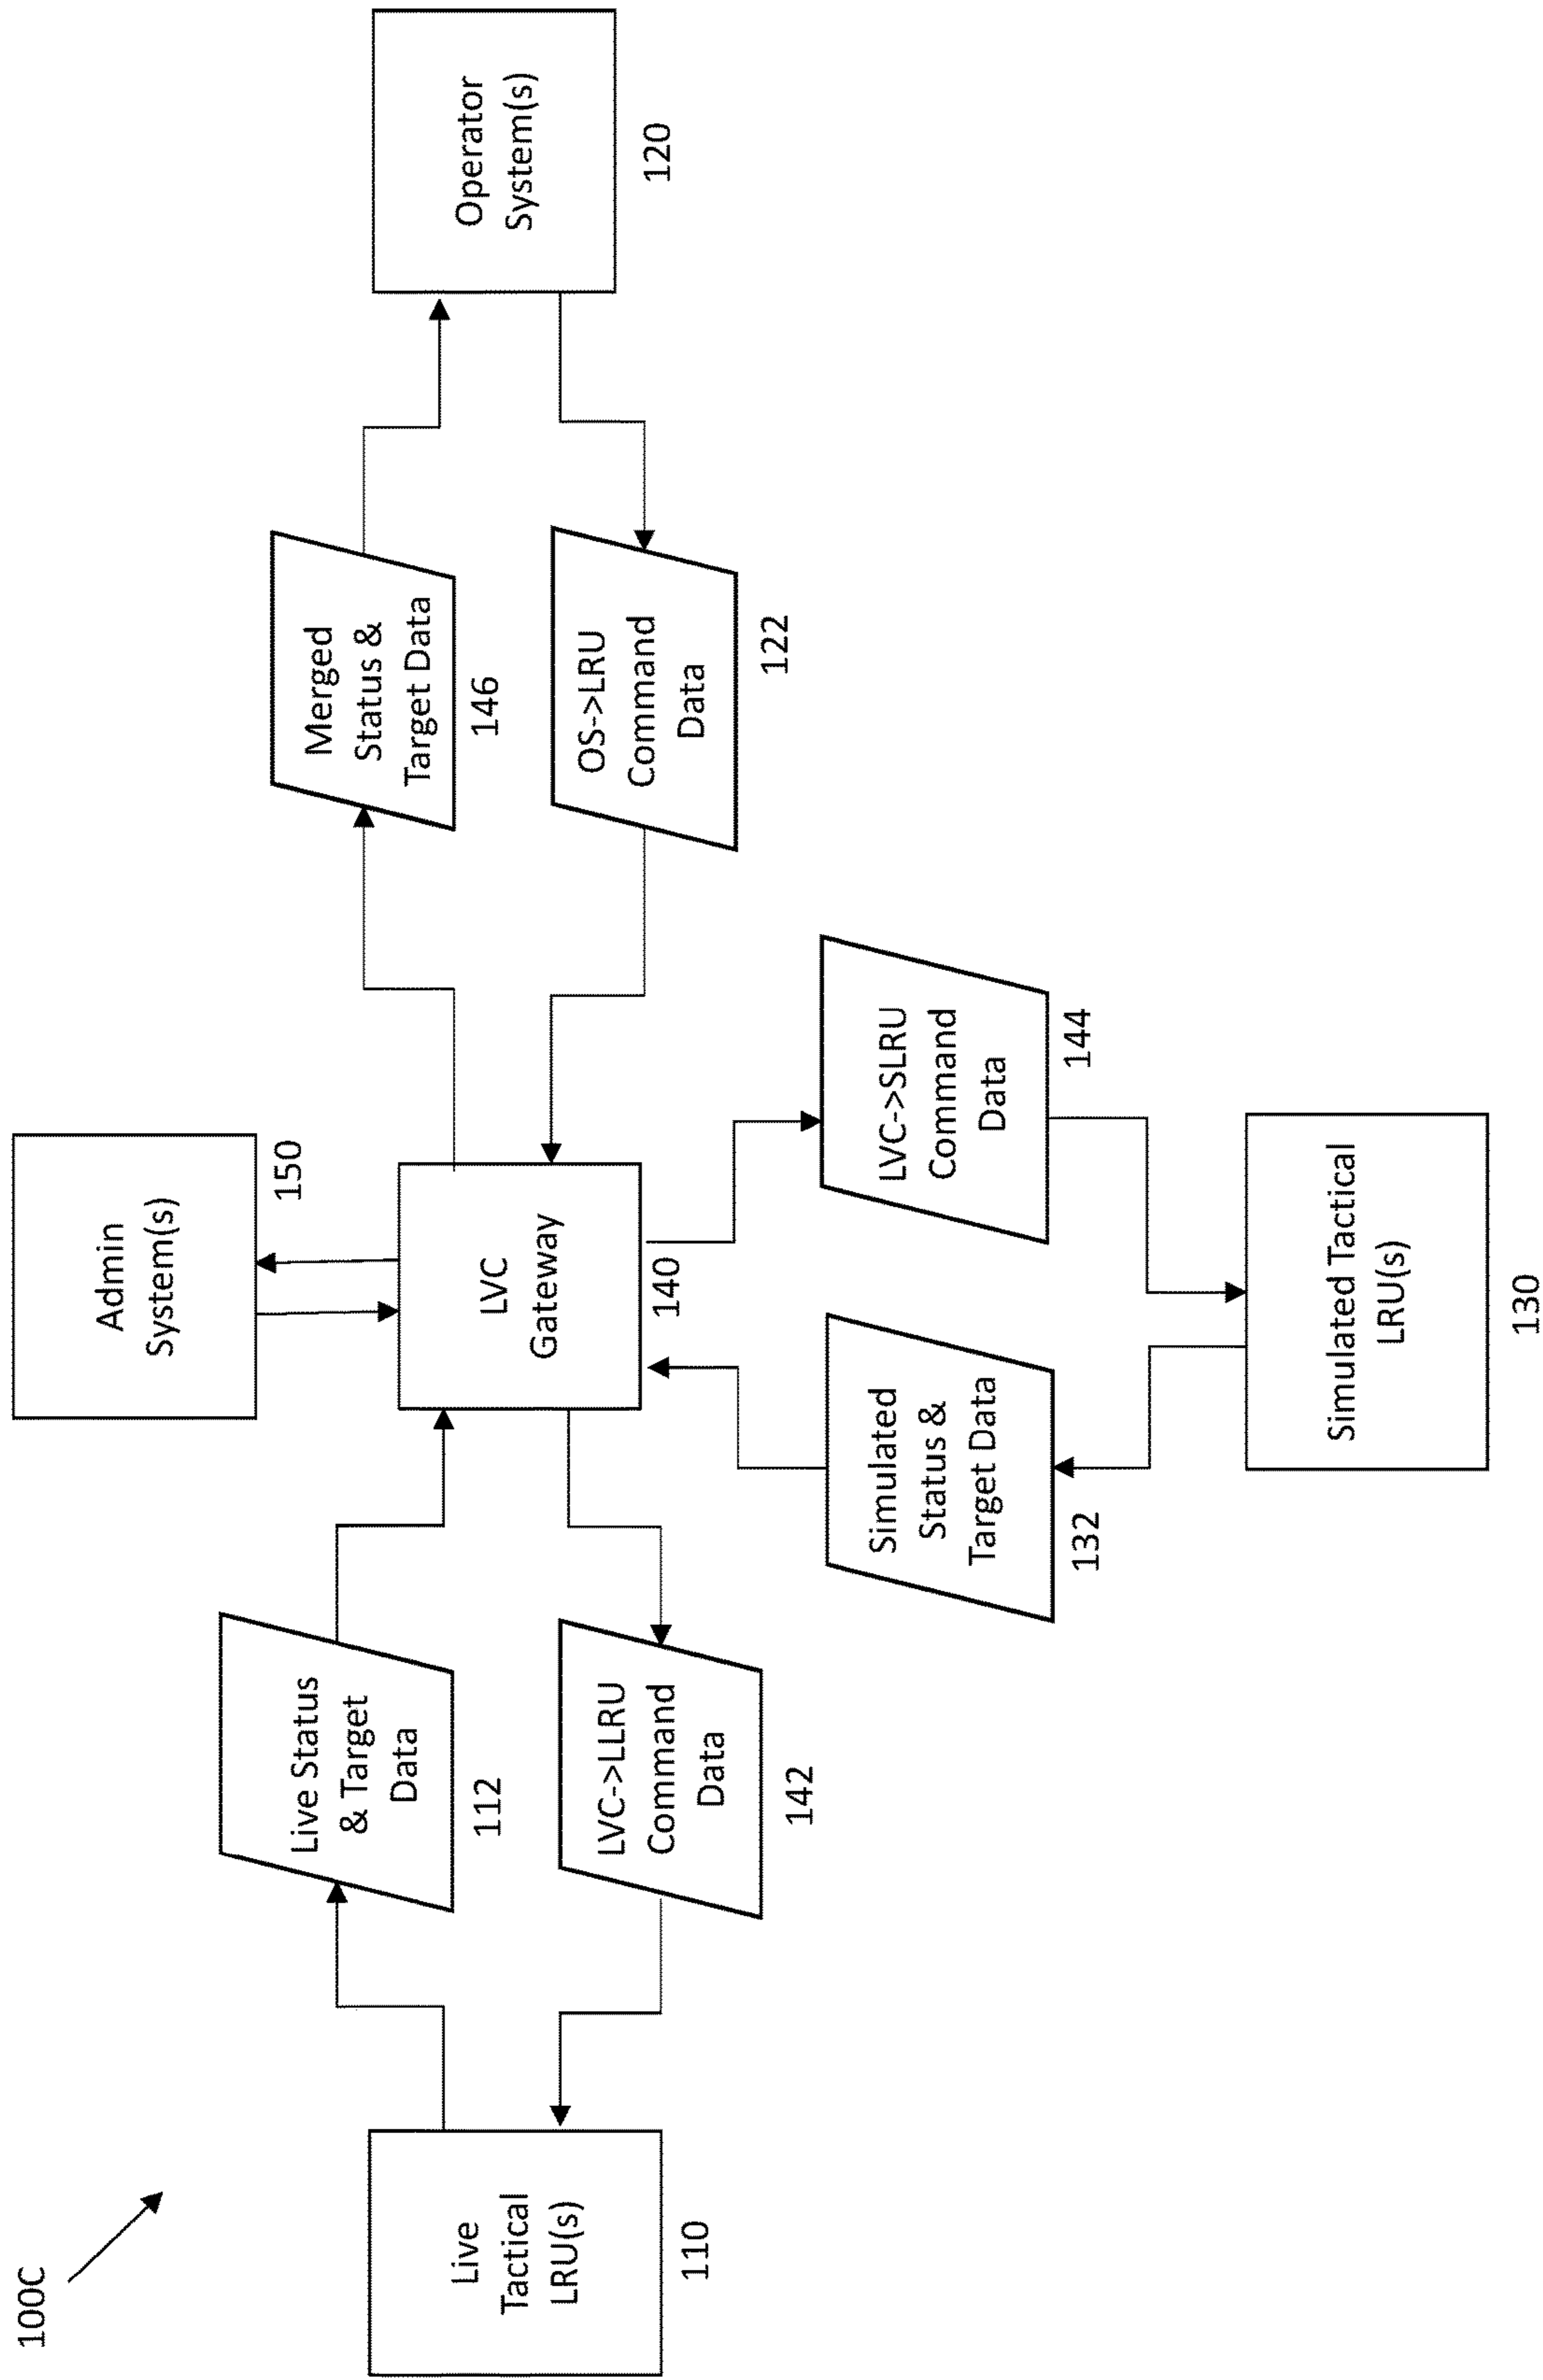 100C
Admin
System(s)
150
Live Status
& Target
Data
112
Merged
Status &
Target Data
146
Live
Tactical
LRU(s)
110
LVC
Gateway
140
Operator
System(s)
120
LVC->LLRU
Command
Data
142
OS->LRU
Command
Data
122
Simulated
Status &
Target Data
132
LVC->SLRU
Command
Data
144
Simulated Tactical
LRU(s)
130